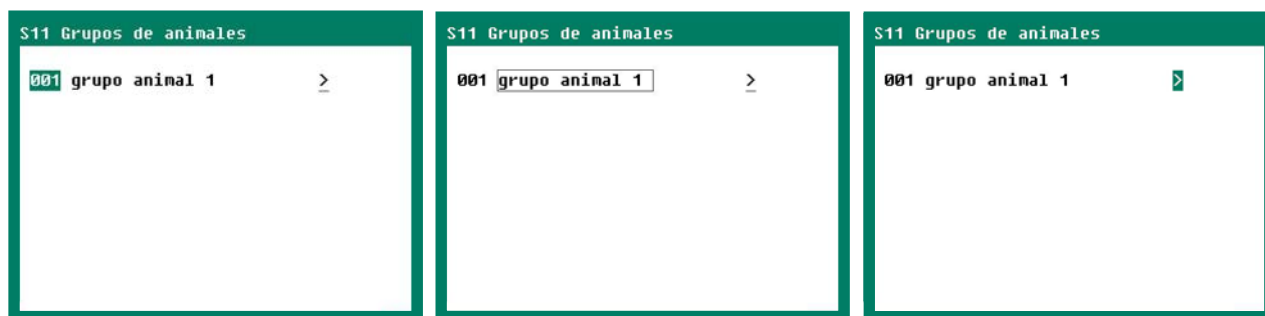 S11 Grupos de animales
001 grupo animal 1 >
S11 Grupos de animales
001 grupo animal 1 >
S11 Grupos de animales
001 grupo animal 1 >